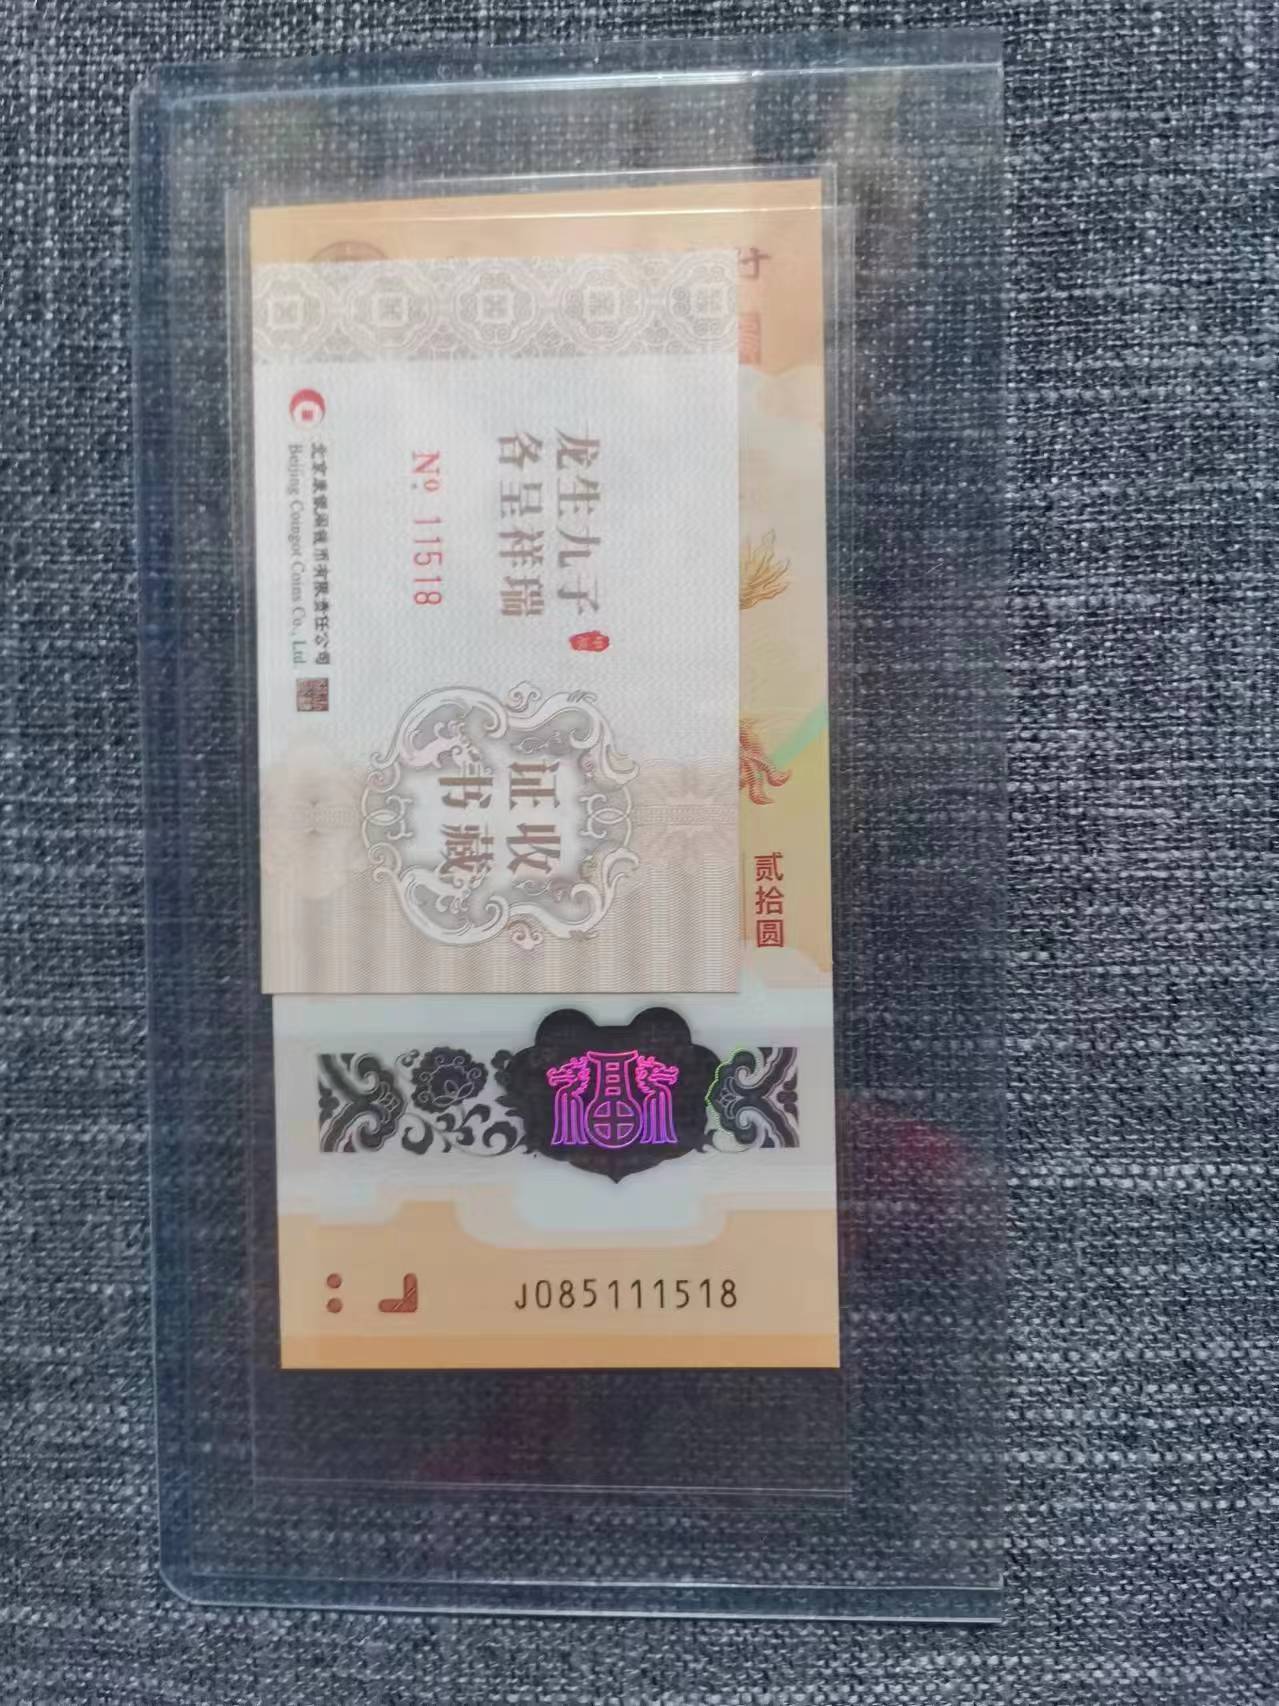 龙生九子
各呈祥瑞
Nº 11518
北京康银阁钱币有限责任公司
Beijing Coingot Coins Co., Ltd.
收藏
证书
贰拾圆
J085111518